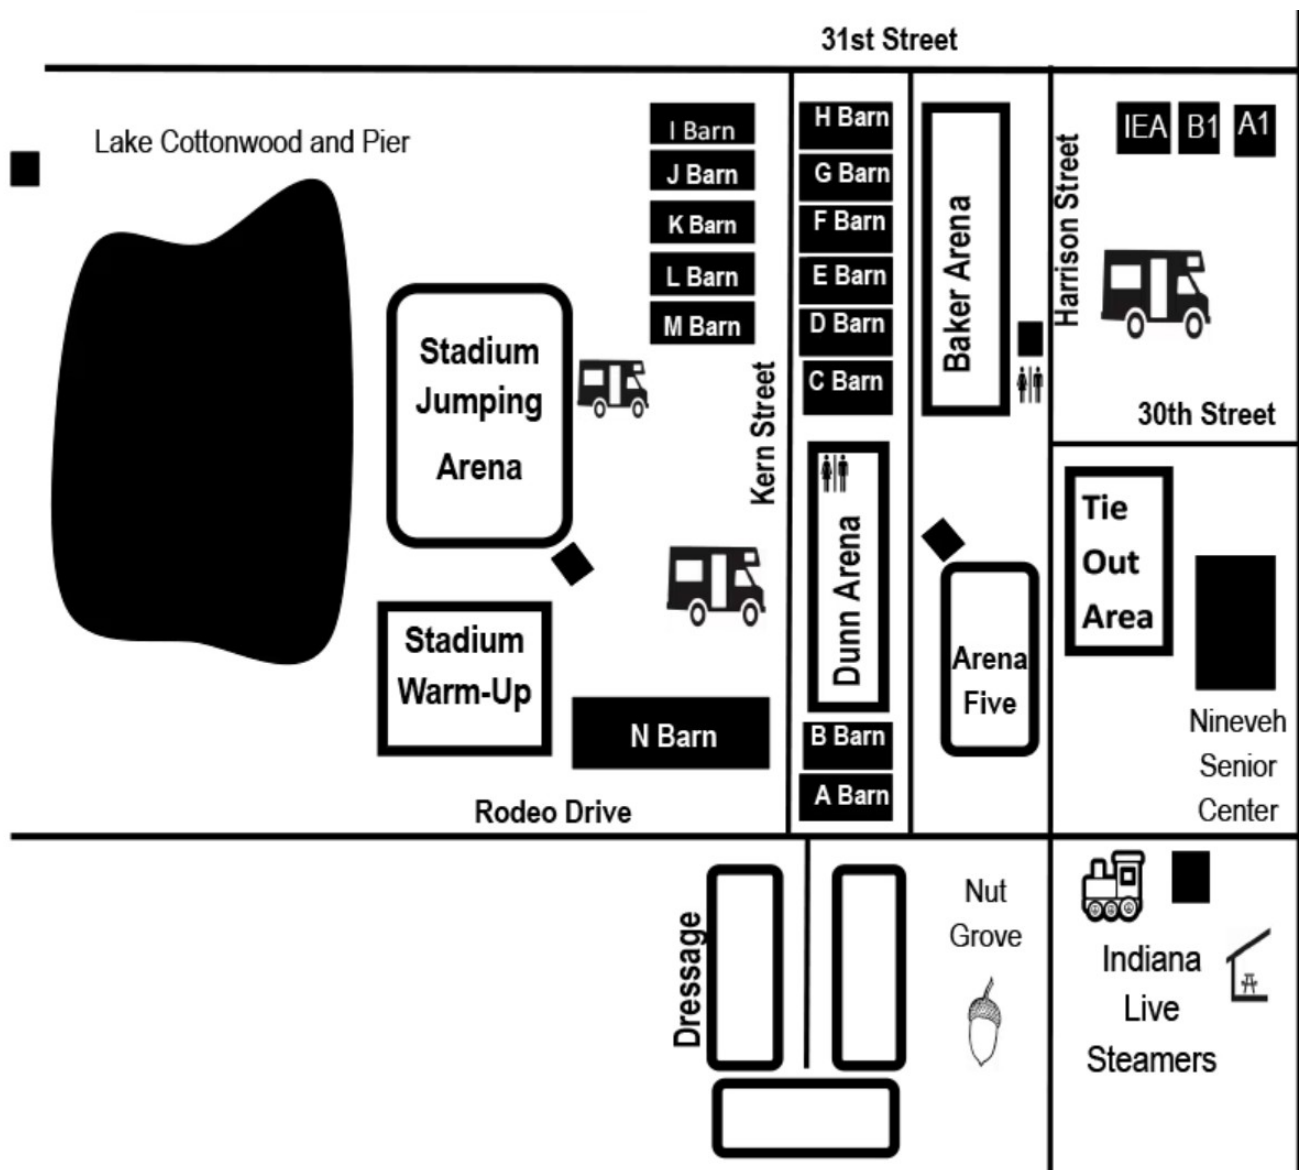 31st Street
Lake Cottonwood and Pier
I Barn
J Barn
K Barn
L Barn
M Barn
H Barn
G Barn
F Barn
E Barn
D Barn
C Barn
Baker Arena
Harrison Street
IEA
B1
A1
30th Street
Stadium
Jumping
Arena
Kern Street
Dunn Arena
Tie
Out
Area
Stadium
Warm-Up
Arena
Five
N Barn
B Barn
A Barn
Nineveh
Senior
Center
Rodeo Drive
Dressage
Nut
Grove
Indiana
Live
Steamers